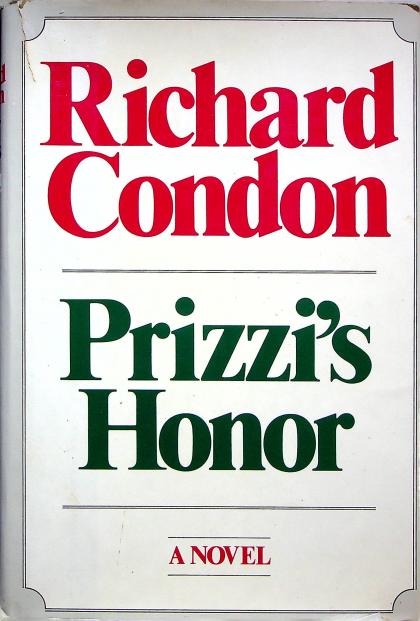 Richard
Condon
Prizzi's
Honor
A NOVEL